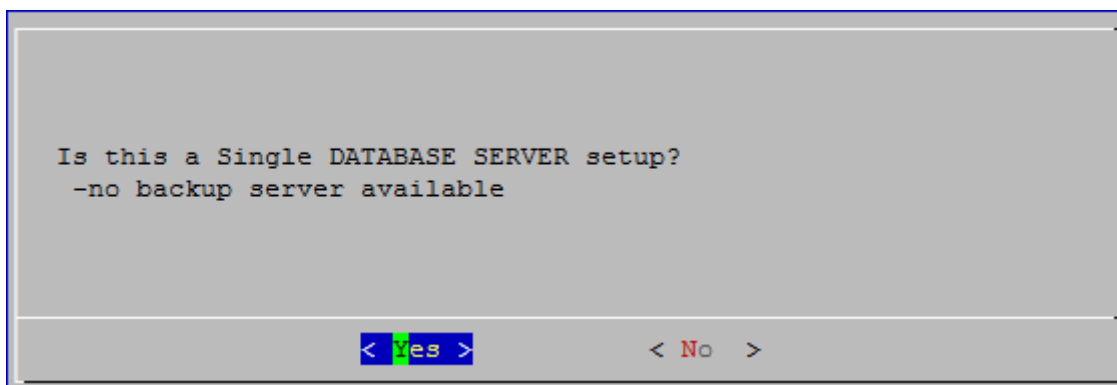 Is this a Single DATABASE SERVER setup?
-no backup server available
< Yes > < No >